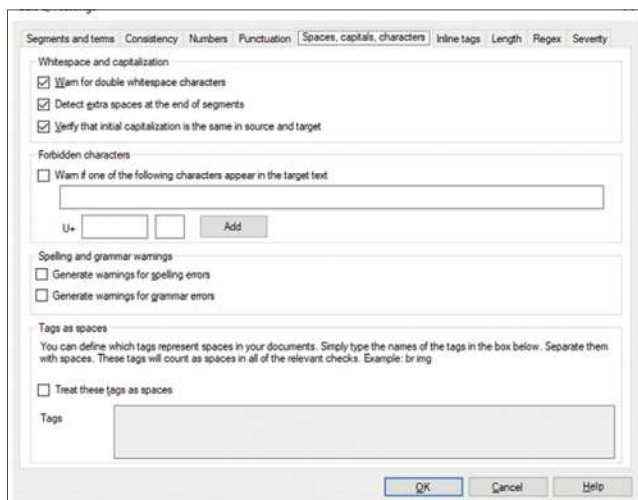 Segments and terms Consistency Numbers Punctuation Spaces, capitals, characters Inline tags Length Regex Severity
Whitespace and capitalization
Warn for double whitespace characters
Detect extra spaces at the end of segments
Verify that initial capitalization is the same in source and target
Forbidden characters
Warn if one of the following characters appear in the target text
U+ Add
Spelling and grammar warnings
Generate warnings for spelling errors
Generate warnings for grammar errors
Tags as spaces
You can define which tags represent spaces in your documents. Simply type the names of the tags in the box below. Separate them
with spaces. These tags will count as spaces in all of the relevant checks. Example: br img
Treat these tags as spaces
Tags
OK Cancel Help